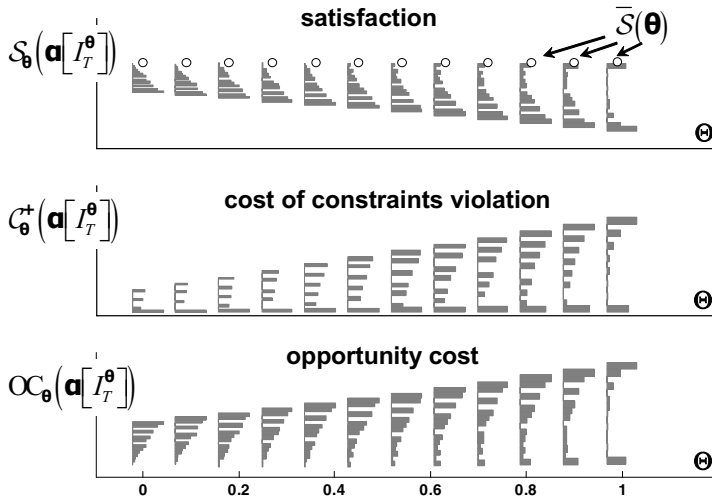 satisfaction
S̅(θ)
S_θ(α[I_T^θ])
Θ
cost of constraints violation
C_θ^+(α[I_T^θ])
Θ
opportunity cost
OC_θ(α[I_T^θ])
Θ
0 0.2 0.4 0.6 0.8 1